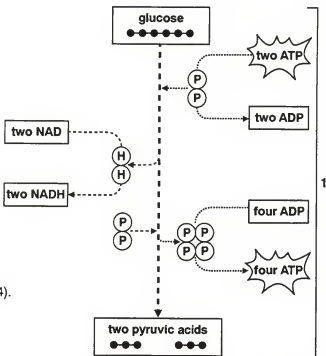 glucose
two ATP
P
P
two ADP
two NAD
H
H
two NADH
P
P
four ADP
P P
P P
four ATP
1
4).
two pyruvic acids